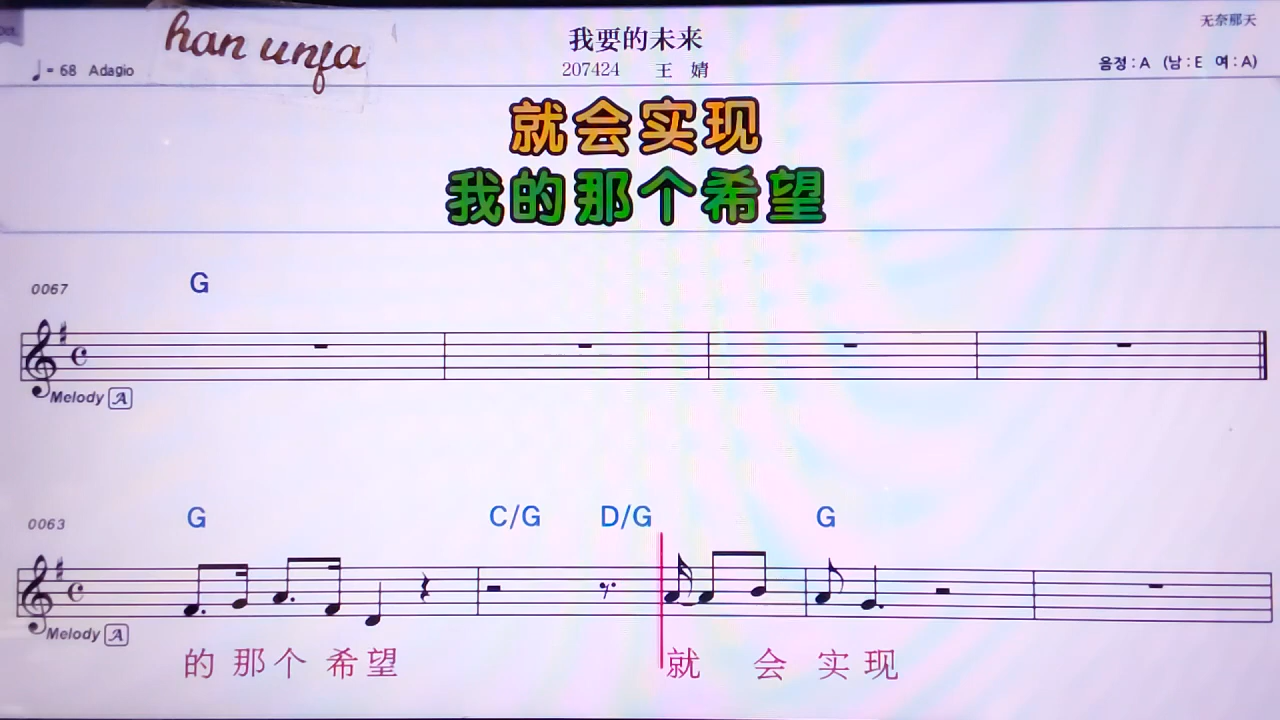 han unfa
我要的未来
无奈那天
♩= 68 Adagio
207424 王 婧
음정 : A (남 : E 여 : A)
就会实现
我的那个希望
0067 G
Melody A
0063 G C/G D/G G
Melody A
的 那 个 希 望 就 会 实 现